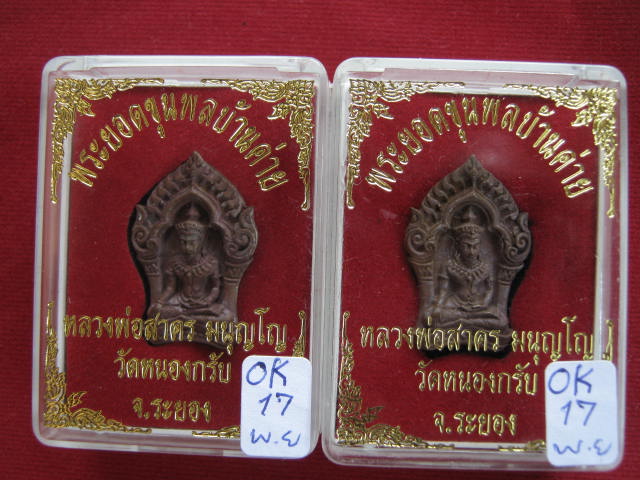 พระยอดขุนพลบ้านค่าย
หลวงพ่อสาคร มนุญโญ
วัดหนองกรับ
จ.ระยอง
OK
17
พ.ย
พระยอดขุนพลบ้านค่าย
หลวงพ่อสาคร มนุญโญ
วัดหนองกรับ
จ.ระยอง
OK
17
พ.ย